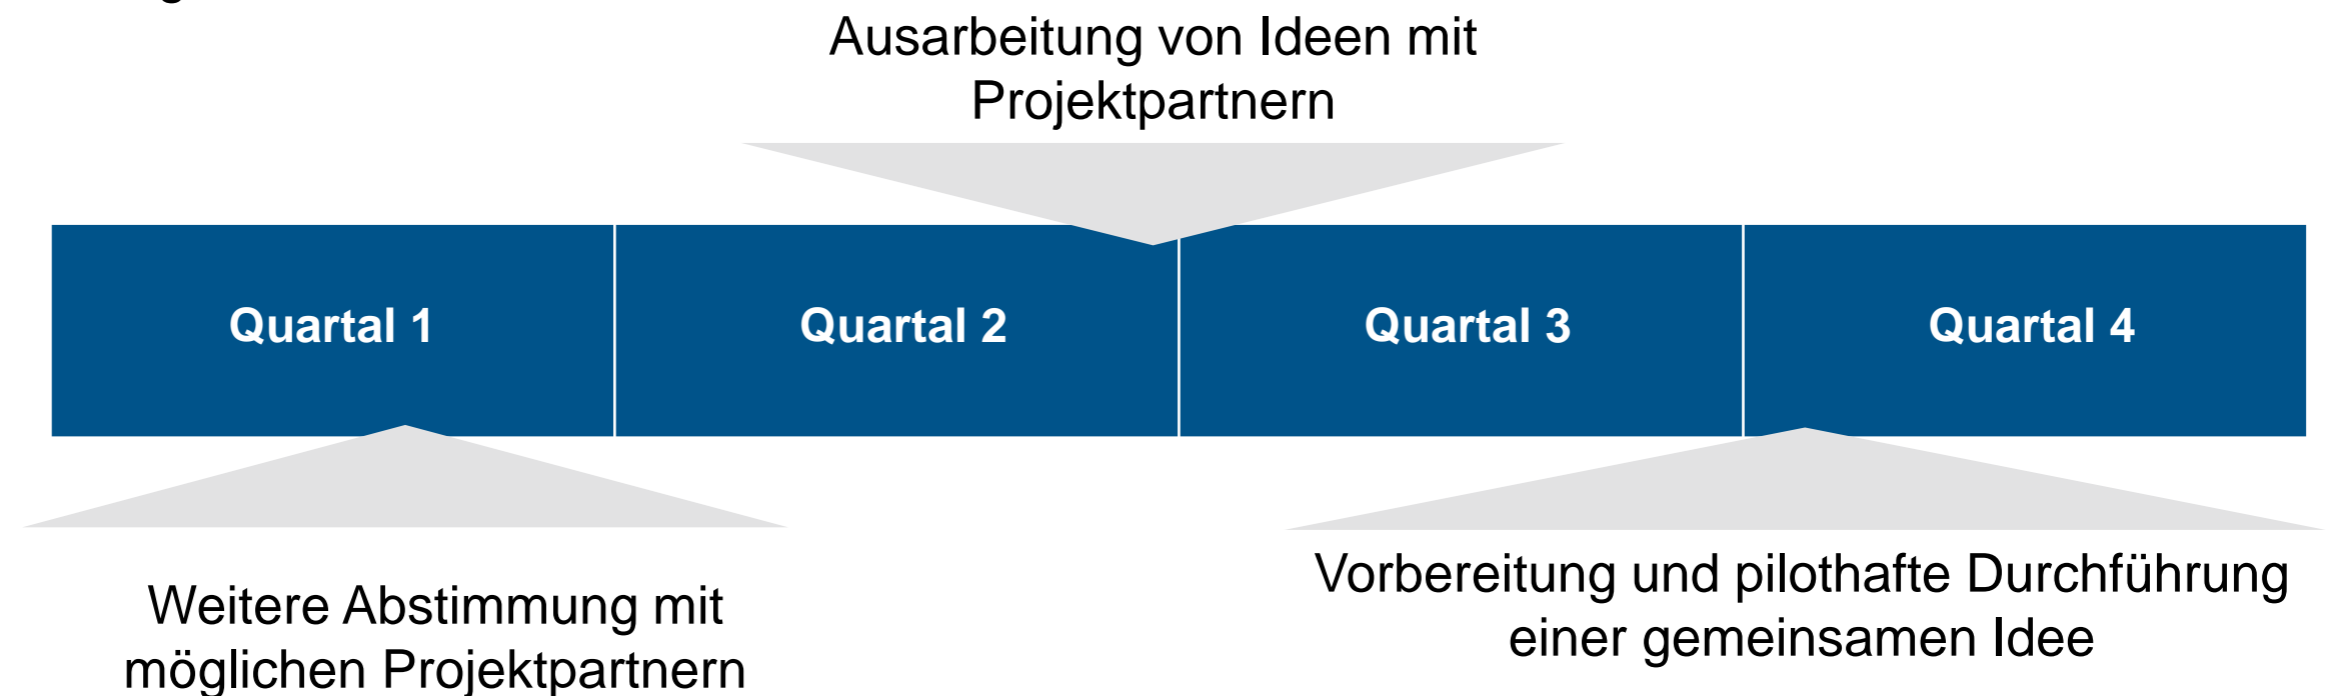 Ausarbeitung von Ideen mit
Projektpartnern
Quartal 1
Quartal 2
Quartal 3
Quartal 4
Weitere Abstimmung mit
möglichen Projektpartnern
Vorbereitung und pilothafte Durchführung
einer gemeinsamen Idee